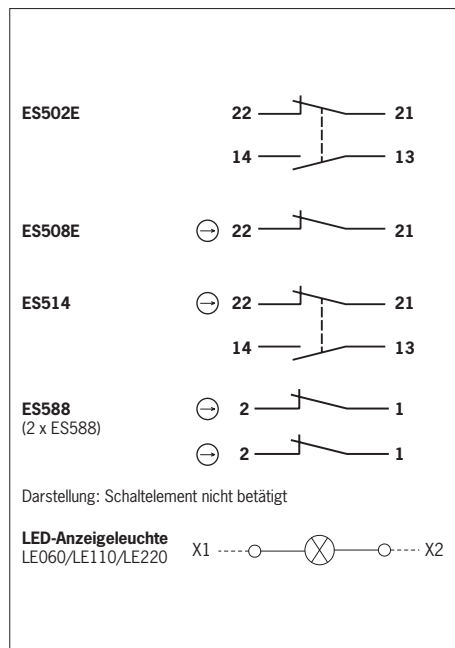 ES502E 22 21
14 13
ES508E 22 21
ES514 22 21
14 13
ES588 2 1
(2 x ES588)
2 1
Darstellung: Schaltelement nicht betätigt
LED-Anzeigeleuchte
LE060/LE110/LE220 X1 X2